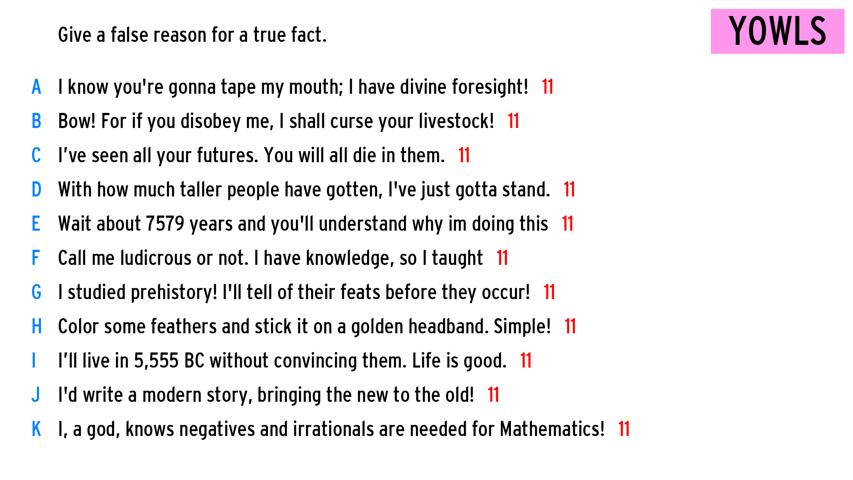 Give a false reason for a true fact.
YOWLS
A I know you're gonna tape my mouth; I have divine foresight! 11
B Bow! For if you disobey me, I shall curse your livestock! 11
C I've seen all your futures. You will all die in them. 11
D With how much taller people have gotten, I've just gotta stand. 11
E Wait about 7579 years and you'll understand why im doing this 11
F Call me ludicrous or not. I have knowledge, so I taught 11
G I studied prehistory! I'll tell of their feats before they occur! 11
H Color some feathers and stick it on a golden headband. Simple! 11
I I'll live in 5,555 BC without convincing them. Life is good. 11
J I'd write a modern story, bringing the new to the old! 11
K I, a god, knows negatives and irrationals are needed for Mathematics! 11